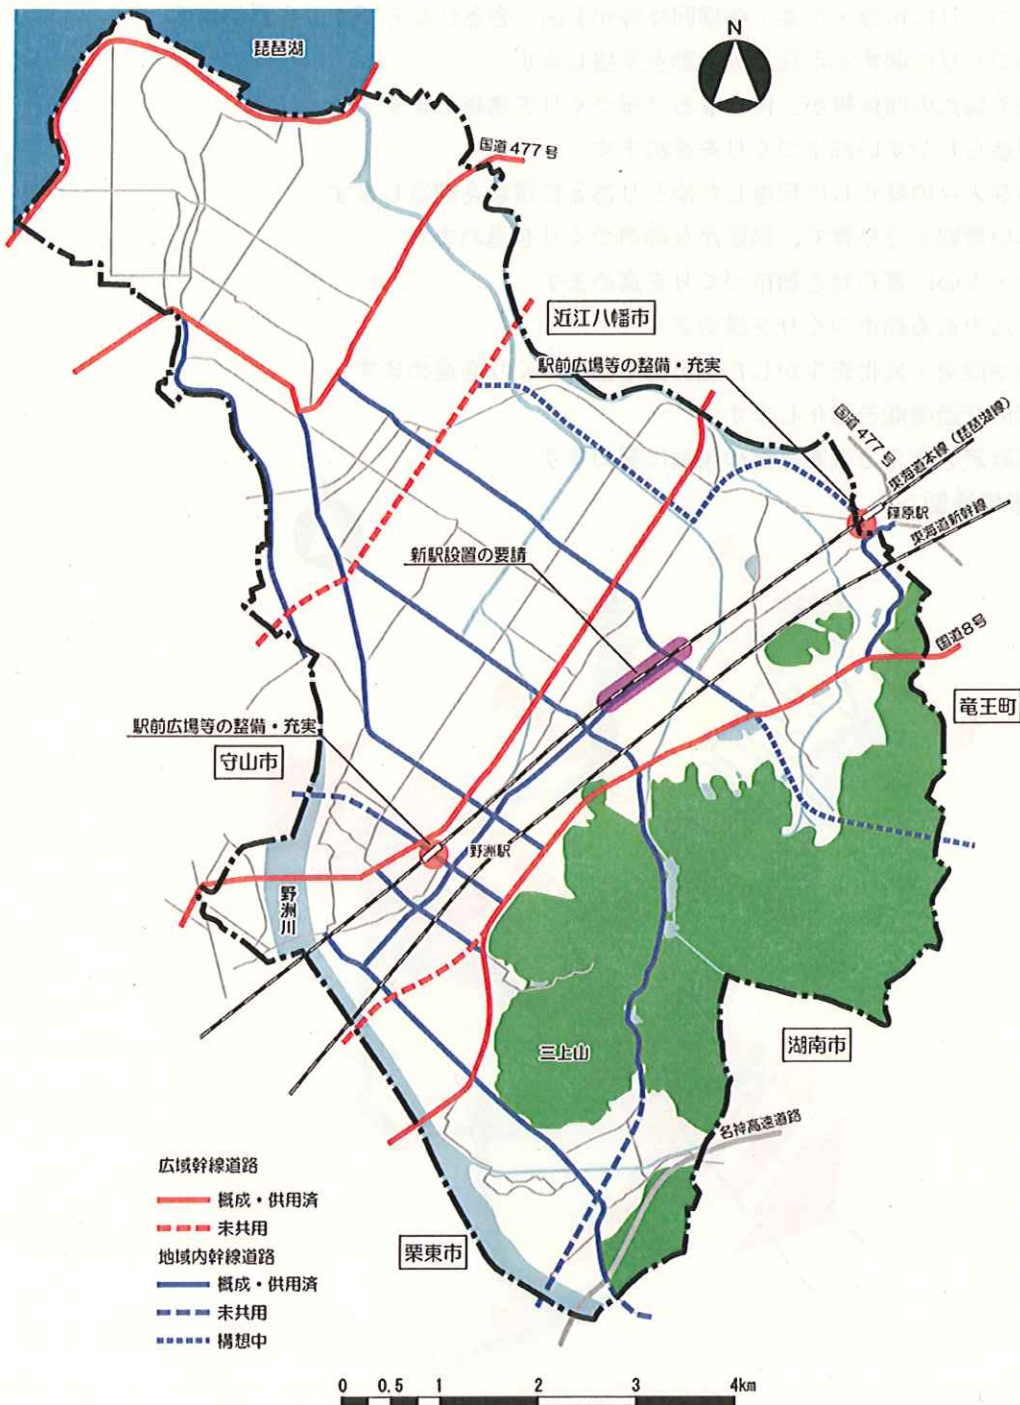 琵琶湖
N
国道477号
近江八幡市
駅前広場等の整備・充実
国道477号
東海道本線(琵琶湖線)
篠原駅
東海道新幹線
新駅設置の要請
国道8号
竜王町
駅前広場等の整備・充実
守山市
野洲駅
野洲川
三上山
湖南市
名神高速道路
栗東市
広域幹線道路
概成・供用済
未共用
地域内幹線道路
概成・供用済
未共用
構想中
0 0.5 1 2 3 4km